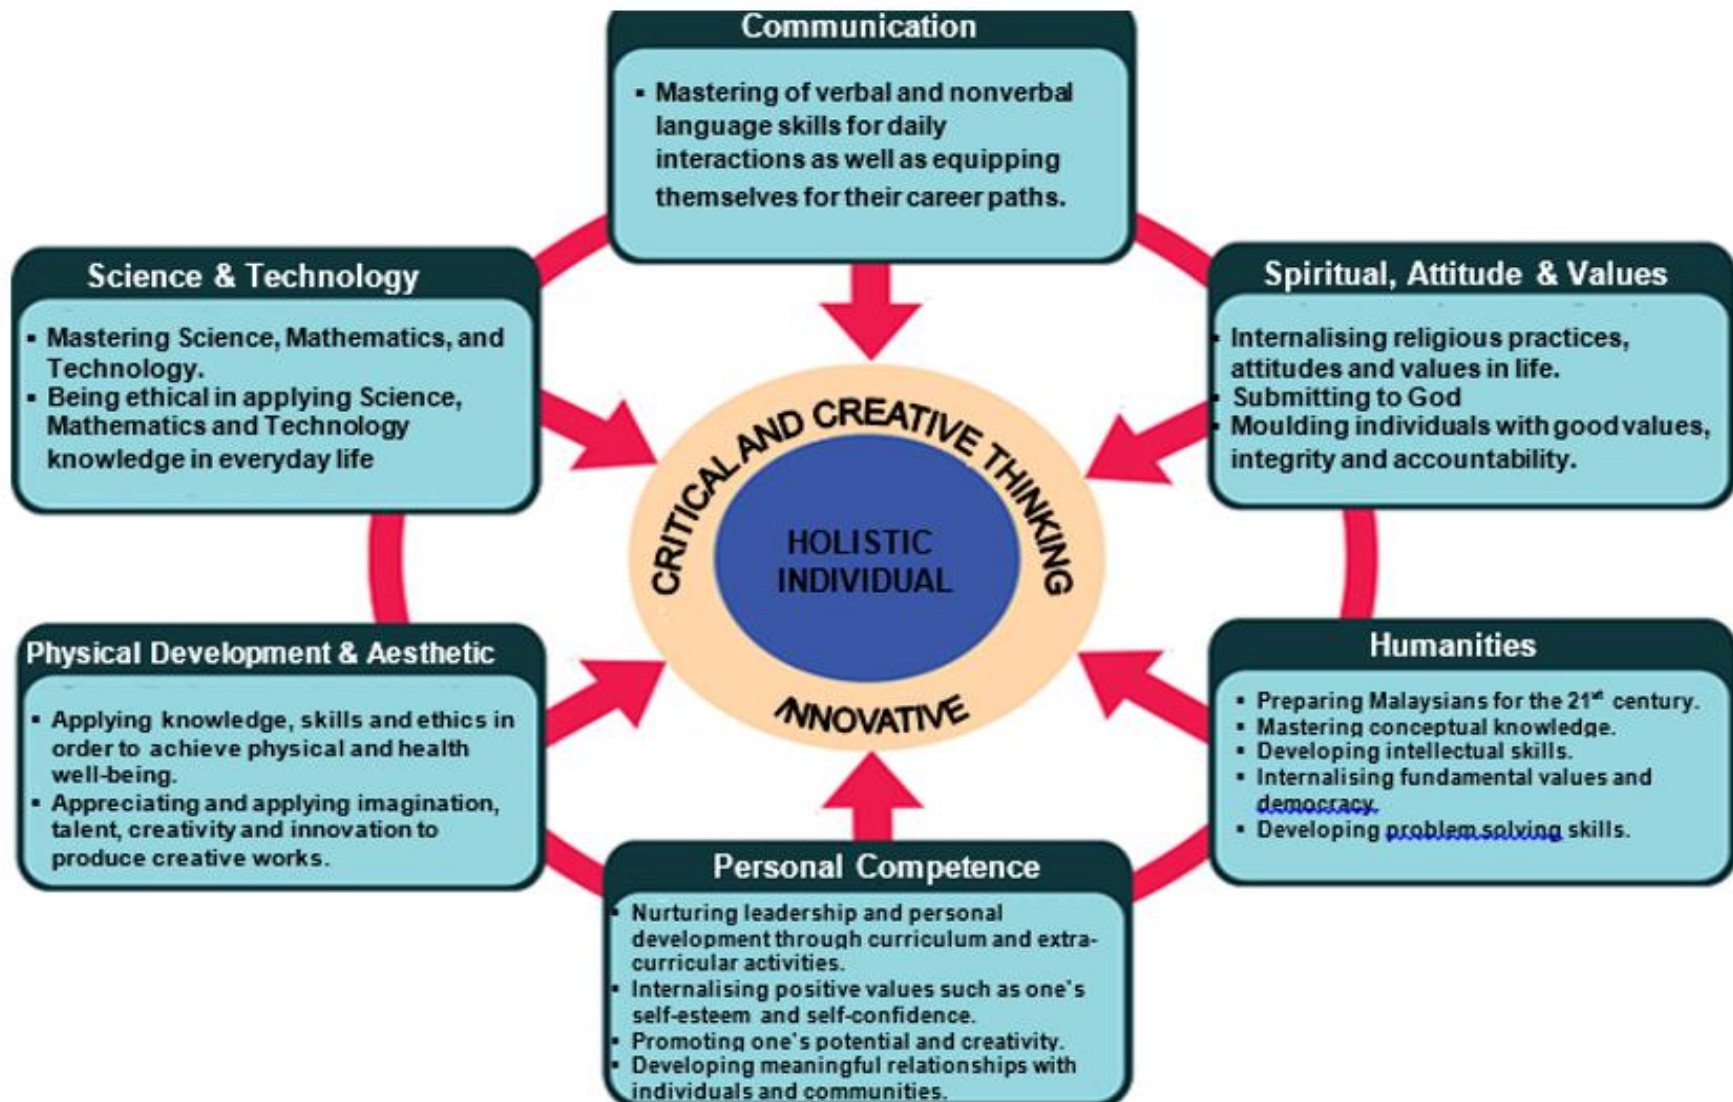 Communication
▪ Mastering of verbal and nonverbal
language skills for daily
interactions as well as equipping
themselves for their career paths.
Science & Technology
▪ Mastering Science, Mathematics, and
Technology.
▪ Being ethical in applying Science,
Mathematics and Technology
knowledge in everyday life
Spiritual, Attitude & Values
▪ Internalising religious practices,
attitudes and values in life.
▪ Submitting to God
▪ Moulding individuals with good values,
integrity and accountability.
CRITICAL AND CREATIVE THINKING
HOLISTIC
INDIVIDUAL
INNOVATIVE
Physical Development & Aesthetic
▪ Applying knowledge, skills and ethics in
order to achieve physical and health
well-being.
▪ Appreciating and applying imagination,
talent, creativity and innovation to
produce creative works.
Humanities
▪ Preparing Malaysians for the 21st century.
▪ Mastering conceptual knowledge.
▪ Developing intellectual skills.
▪ Internalising fundamental values and
democracy.
▪ Developing problem solving skills.
Personal Competence
▪ Nurturing leadership and personal
development through curriculum and extra-
curricular activities.
▪ Internalising positive values such as one's
self-esteem and self-confidence.
▪ Promoting one's potential and creativity.
▪ Developing meaningful relationships with
individuals and communities.